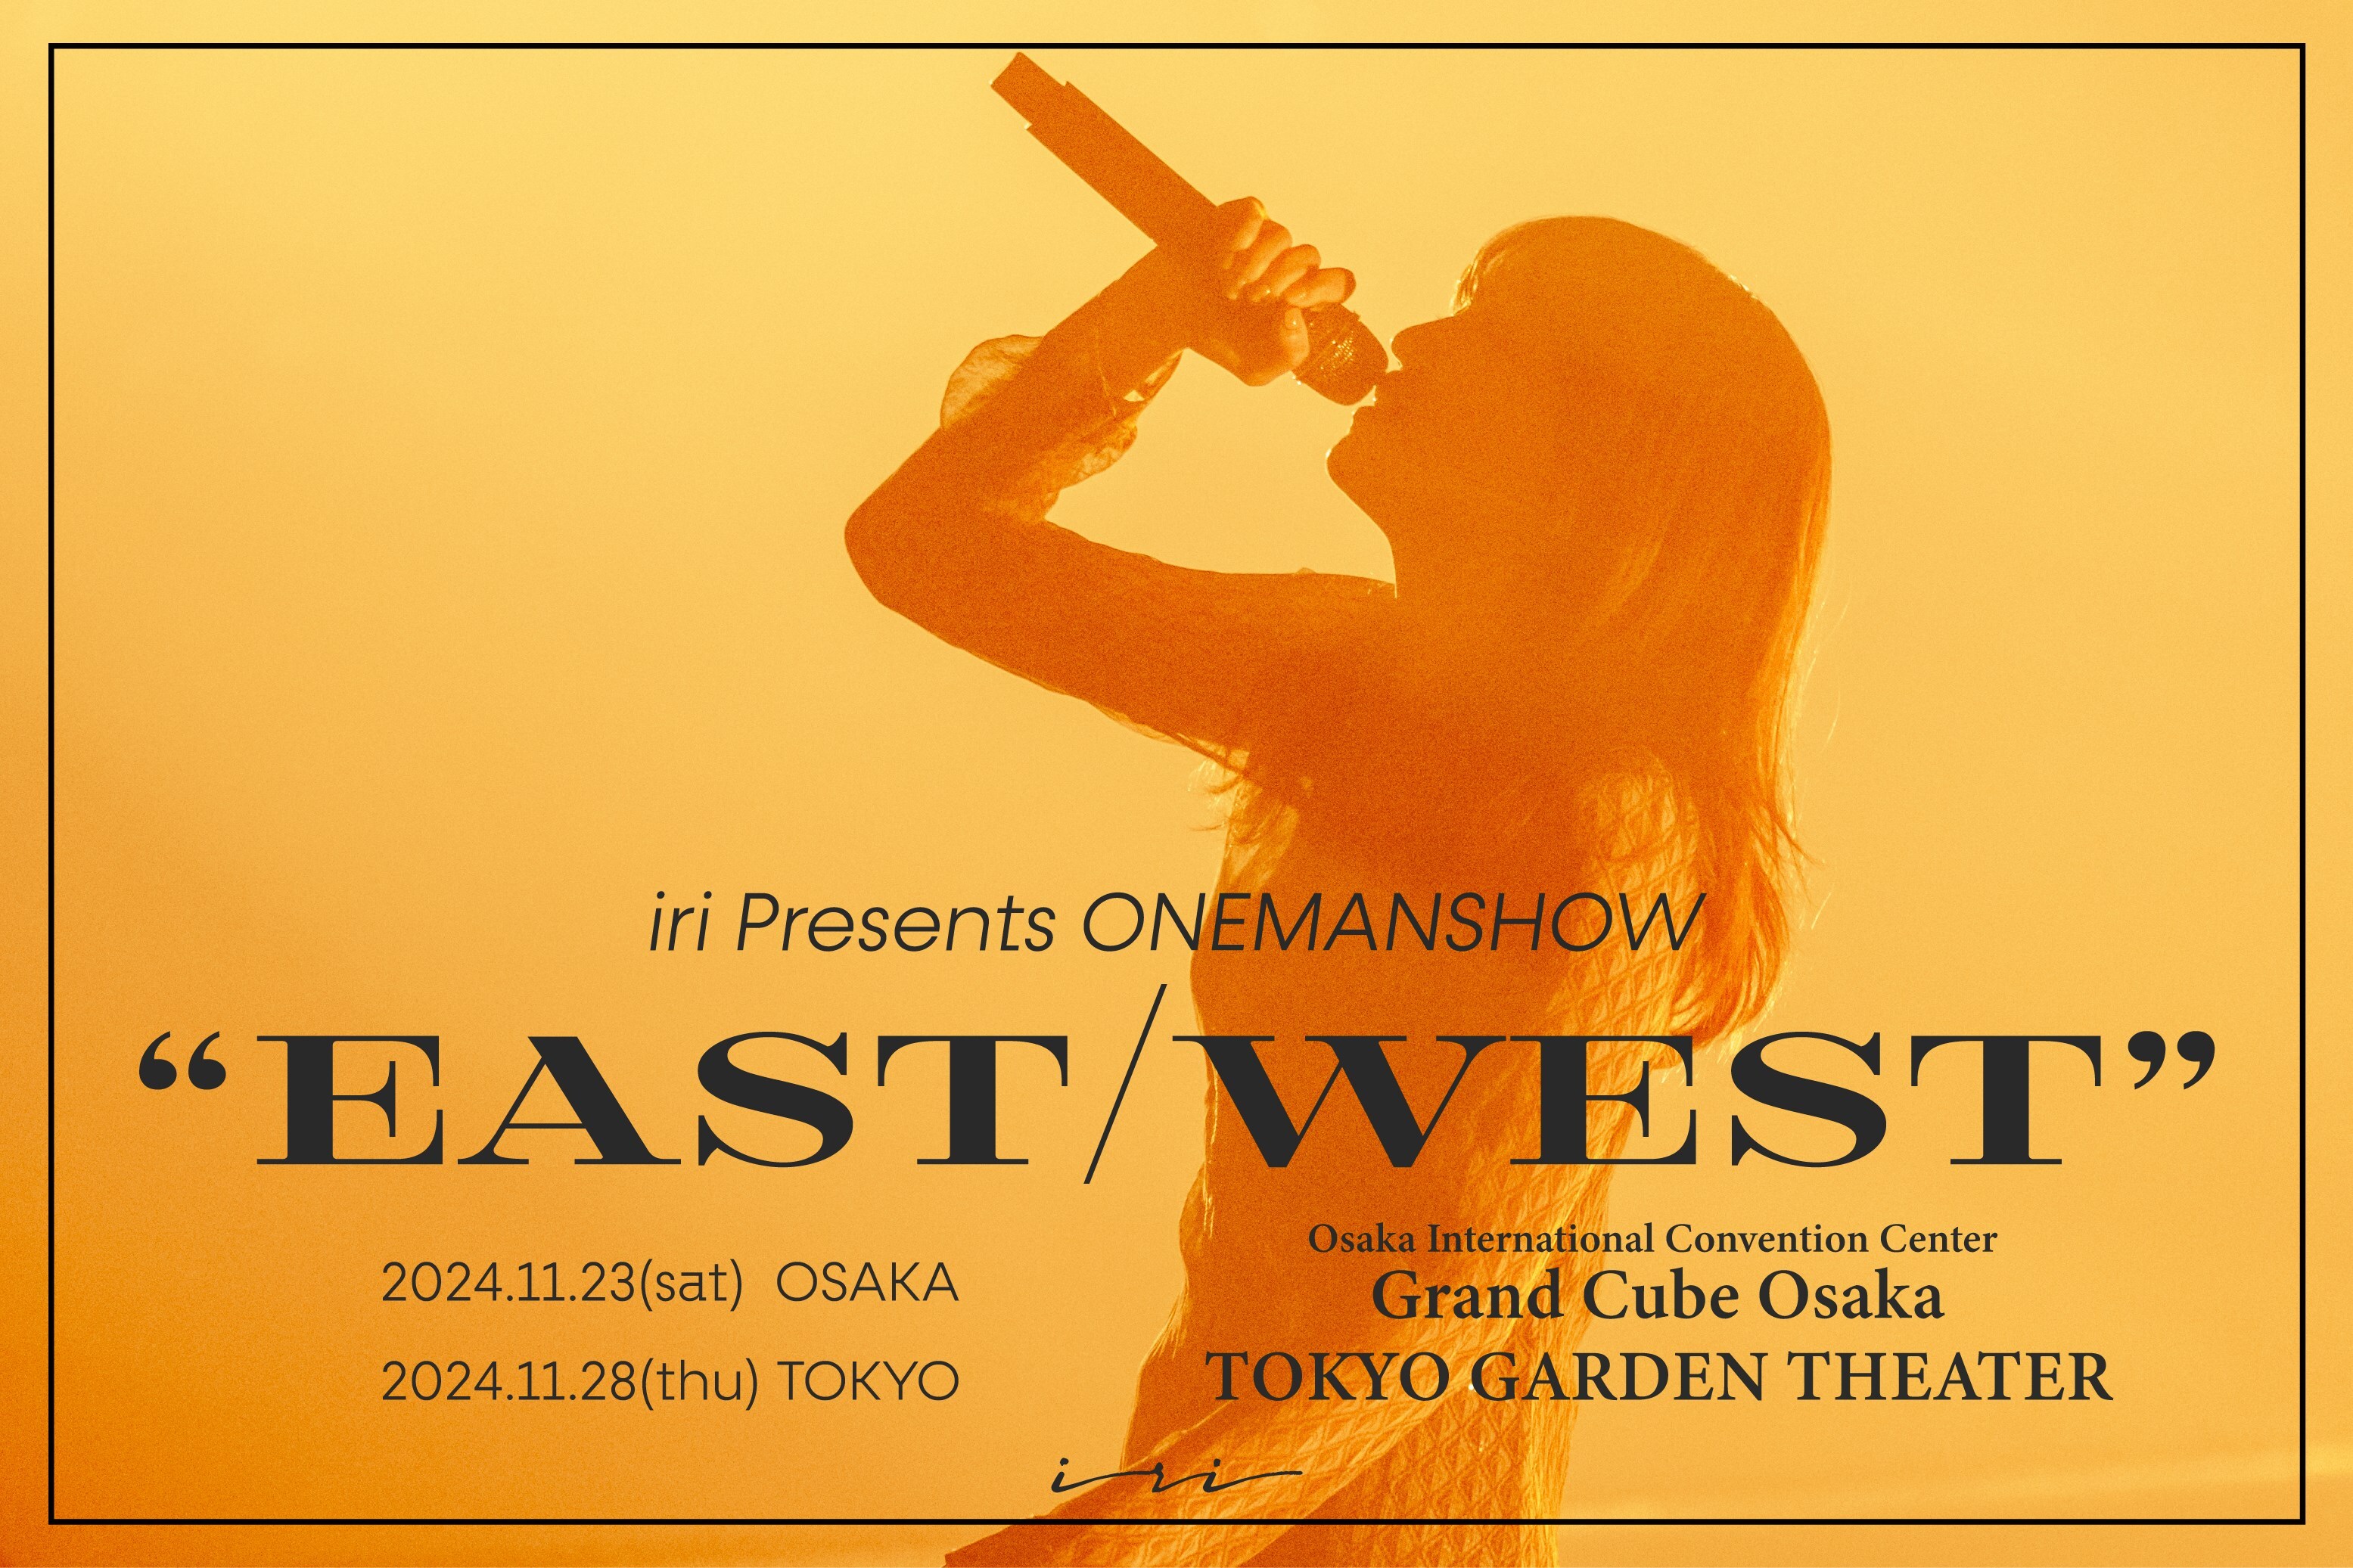 iri Presents ONEMANSHOW
“EAST/WEST”
2024.11.23(sat) OSAKA
Osaka International Convention Center
Grand Cube Osaka
2024.11.28(thu) TOKYO
TOKYO GARDEN THEATER
iri